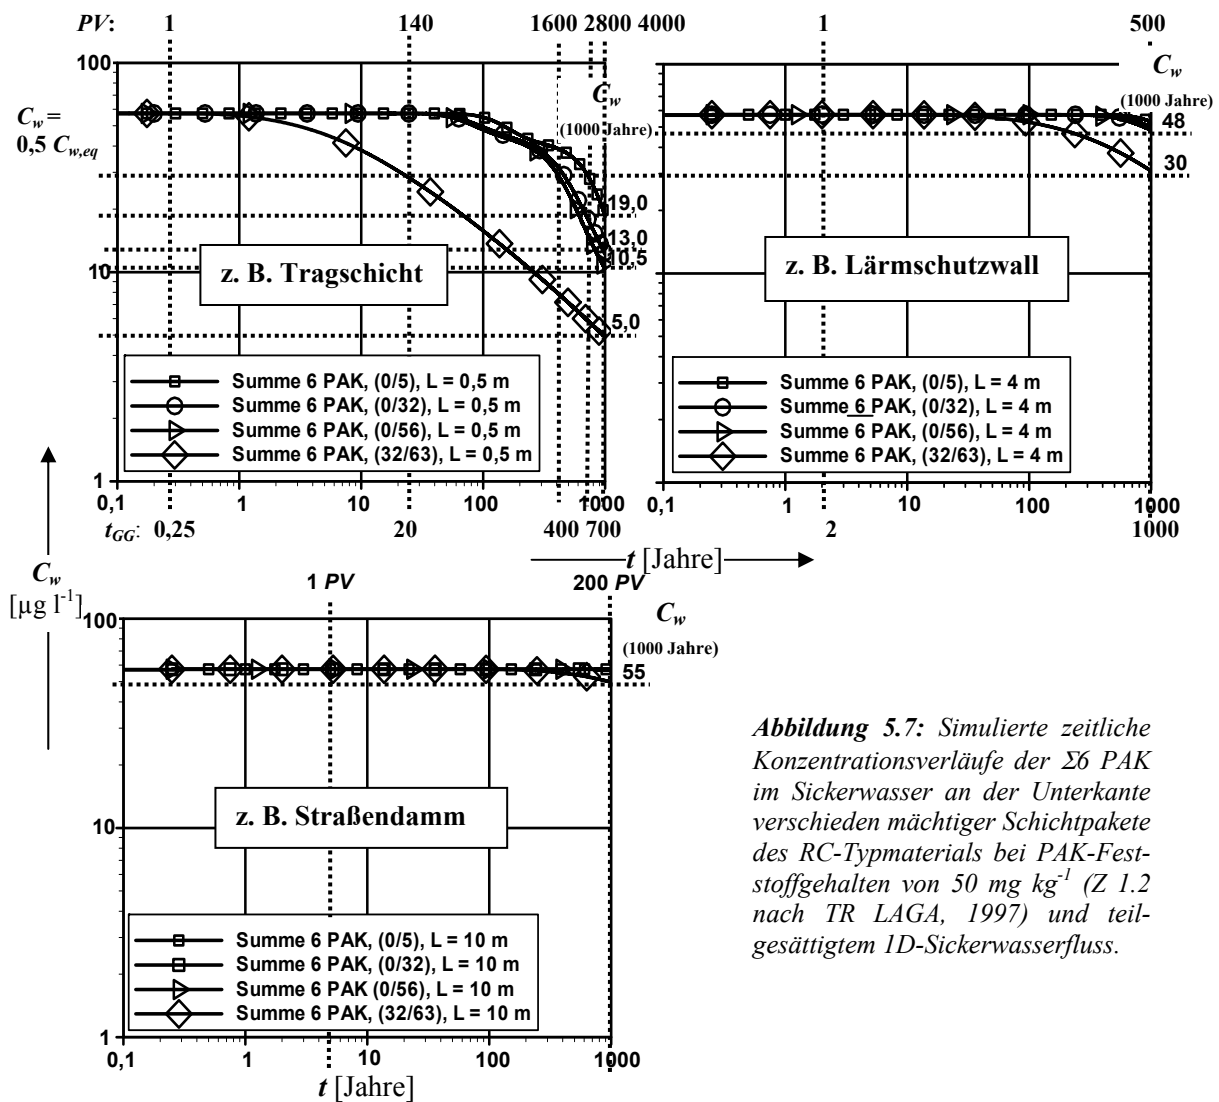 PV: 1 140 1600 2800 4000 1 500
100
C_w =
0,5 C_w,eq
C_w
(1000 Jahre)
19,0
13,0
10,5
5,0
10
z. B. Tragschicht
Summe 6 PAK, (0/5), L = 0,5 m
Summe 6 PAK, (0/32), L = 0,5 m
Summe 6 PAK, (0/56), L = 0,5 m
Summe 6 PAK, (32/63), L = 0,5 m
1
0,1 1 10 100 1000
t_GG: 0,25 20 400 700
C_w
(1000 Jahre)
48
30
z. B. Lärmschutzwall
Summe 6 PAK, (0/5), L = 4 m
Summe 6 PAK, (0/32), L = 4 m
Summe 6 PAK, (0/56), L = 4 m
Summe 6 PAK, (32/63), L = 4 m
0,1 1 10 100 1000
2 1000
t [Jahre]
C_w
[µg l⁻¹]
1 PV 200 PV
100
C_w
(1000 Jahre)
55
z. B. Straßendamm
10
Summe 6 PAK, (0/5), L = 10 m
Summe 6 PAK, (0/32), L = 10 m
Summe 6 PAK (0/56), L = 10 m
Summe 6 PAK, (32/63), L = 10 m
1
0,1 1 10 100 1000
t [Jahre]
Abbildung 5.7: Simulierte zeitliche
Konzentrationsverläufe der Σ6 PAK
im Sickerwasser an der Unterkante
verschieden mächtiger Schichtpakete
des RC-Typmaterials bei PAK-Fest-
stoffgehalten von 50 mg kg⁻¹ (Z 1.2
nach TR LAGA, 1997) und teil-
gesättigtem 1D-Sickerwasserfluss.